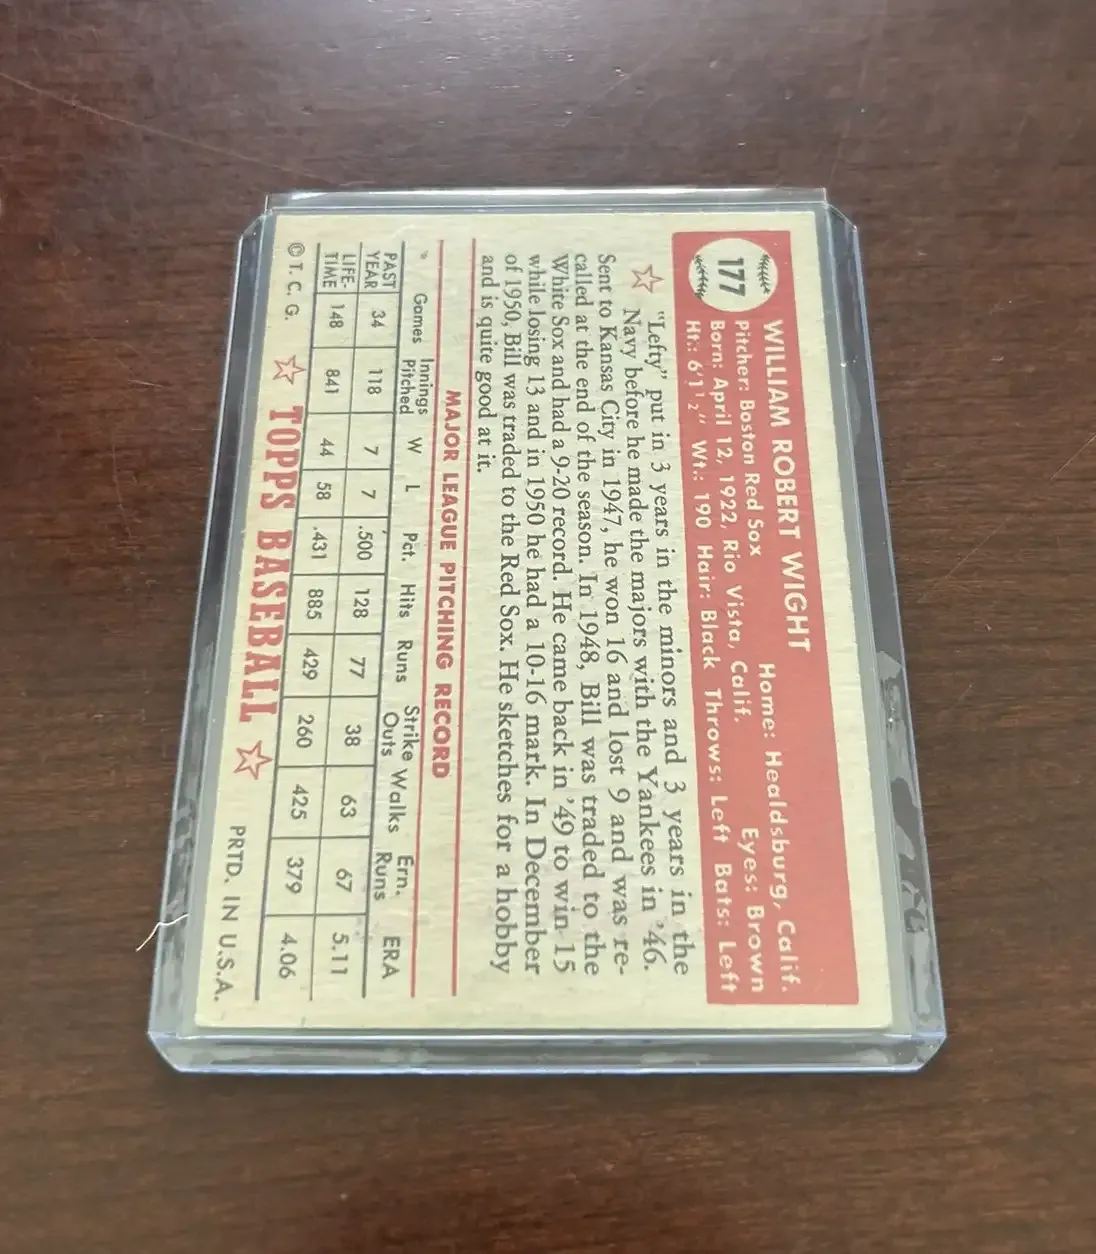 177
WILLIAM ROBERT WIGHT
Home: Healdsburg, Calif.
Pitcher: Boston Red Sox
Eyes: Brown
Born: April 12, 1922, Rio Vista, Calif.
Ht.: 6'1½" Wt.: 190 Hair: Black Throws: Left Bats: Left
"Lefty" put in 3 years in the minors and 3 years in the
Navy before he made the majors with the Yankees in '46.
Sent to Kansas City in 1947, he won 16 and lost 9 and was re-
called at the end of the season. In 1948, Bill was traded to the
White Sox and had a 9-20 record. He came back in '49 to win 15
while losing 13 and in 1950 he had a 10-16 mark. In December
of 1950, Bill was traded to the Red Sox. He sketches for a hobby
and is quite good at it.
MAJOR LEAGUE PITCHING RECORD
Games Innings Pitched W L Pct. Hits Runs Strike Outs Walks Ern. Runs ERA
PAST YEAR 34 118 7 7 .500 128 77 38 63 67 5.11
LIFE-TIME 148 841 44 58 .431 885 429 260 425 379 4.06
© T. C. G. TOPPS BASEBALL PRTD. IN U.S.A.